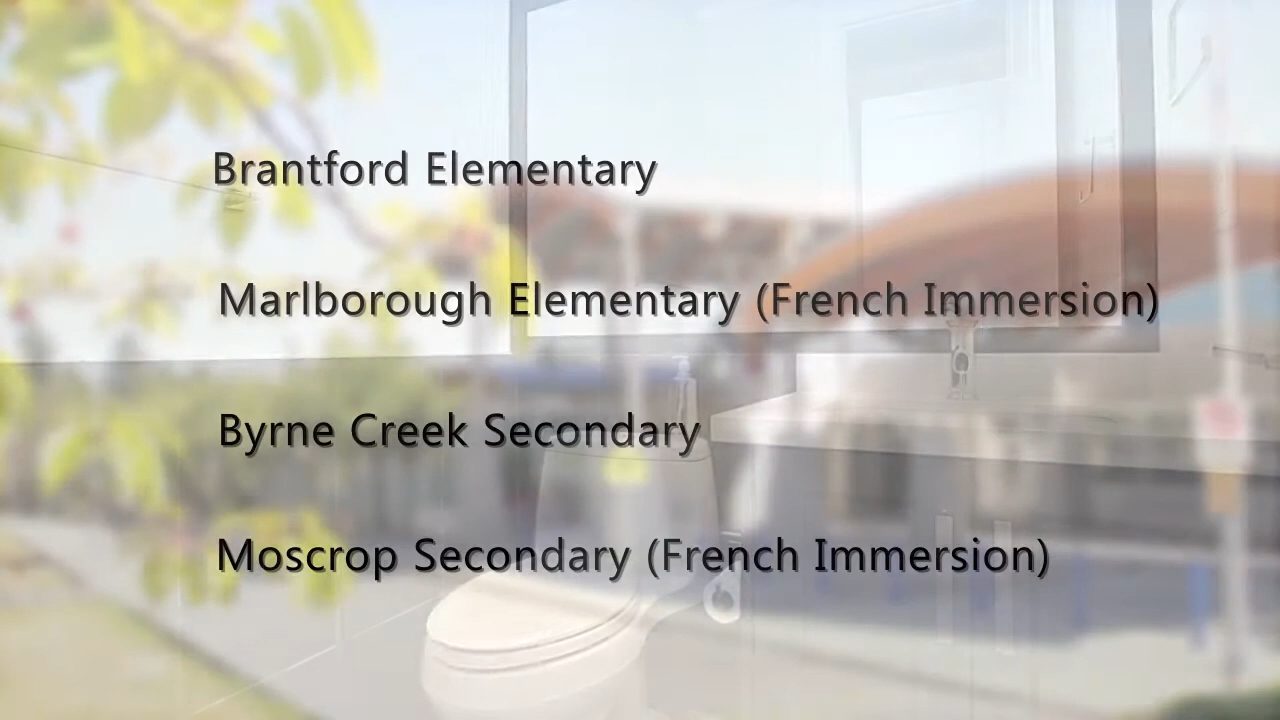 Brantford Elementary
Marlborough Elementary (French Immersion)
Byrne Creek Secondary
Moscrop Secondary (French Immersion)